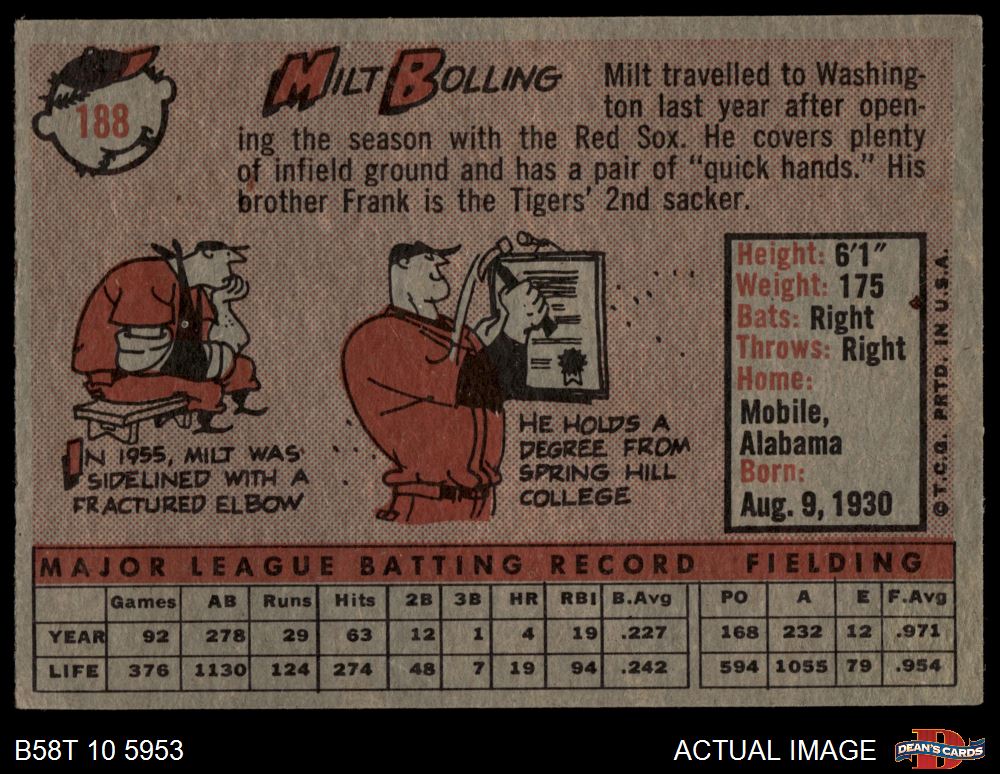 188
MILT BOLLING
Milt travelled to Washing-
ton last year after open-
ing the season with the Red Sox. He covers plenty
of infield ground and has a pair of "quick hands." His
brother Frank is the Tigers' 2nd sacker.
IN 1955, MILT WAS
SIDELINED WITH A
FRACTURED ELBOW
HE HOLDS A
DEGREE FROM
SPRING HILL
COLLEGE
Height: 6'1"
Weight: 175
Bats: Right
Throws: Right
Home:
Mobile,
Alabama
Born:
Aug. 9, 1930
© T.C.G. PRTD. IN U.S.A.
MAJOR LEAGUE BATTING RECORD FIELDING
Games AB Runs Hits 2B 3B HR RBI B.Avg PO A E F.Avg
YEAR 92 278 29 63 12 1 4 19 .227 168 232 12 .971
LIFE 376 1130 124 274 48 7 19 94 .242 594 1055 79 .954
B58T 10 5953
ACTUAL IMAGE
DEAN'S CARDS